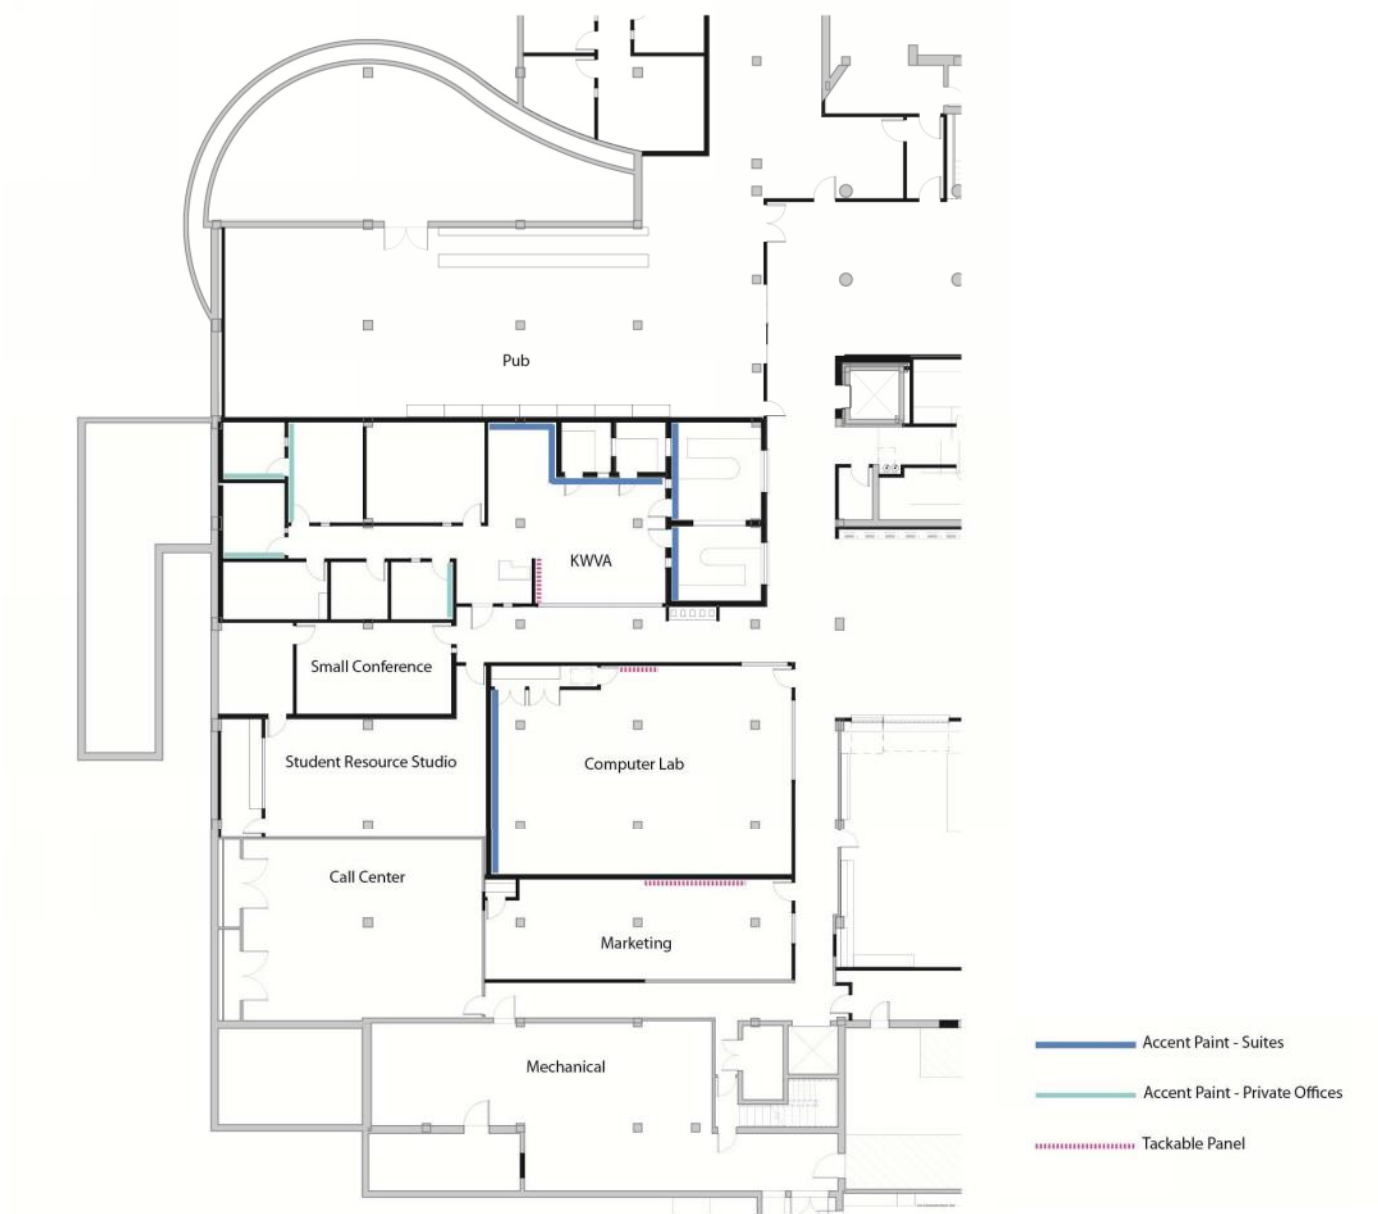 Pub
KWVA
Small Conference
Student Resource Studio
Computer Lab
Call Center
Marketing
Mechanical
Accent Paint - Suites
Accent Paint - Private Offices
Tackable Panel